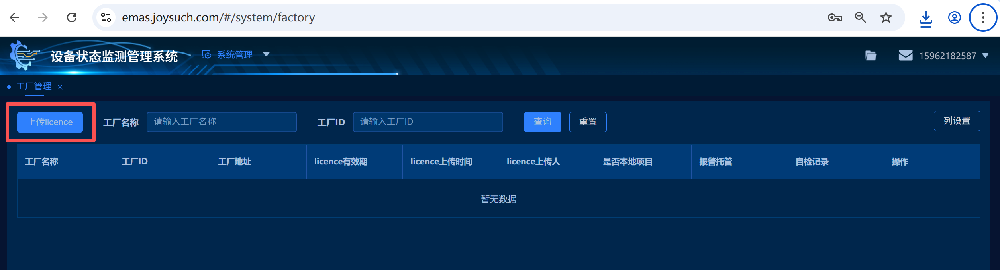 emas.joysuch.com/#/system/factory
设备状态监测管理系统
系统管理
15962182587
工厂管理
上传licence
工厂名称
请输入工厂名称
工厂ID
请输入工厂ID
查询
重置
列设置
工厂名称
工厂ID
工厂地址
licence有效期
licence上传时间
licence上传人
是否本地项目
报警托管
自检记录
操作
暂无数据